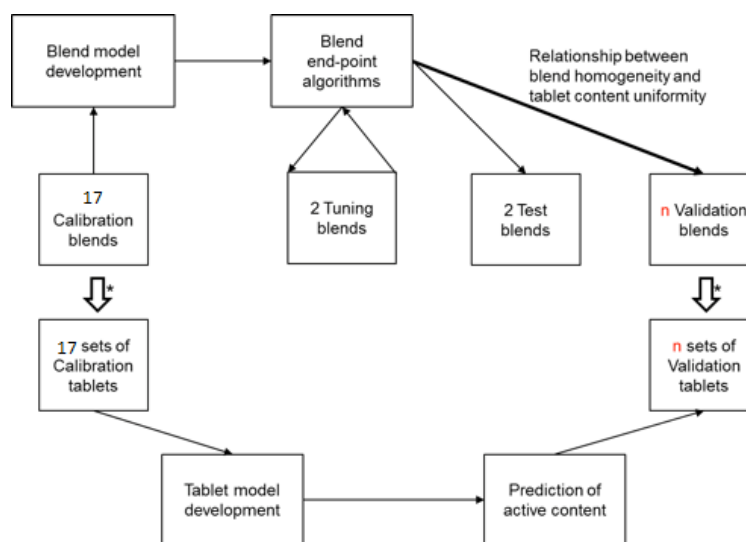 Blend model
development
Blend
end-point
algorithms
Relationship between
blend homogeneity and
tablet content uniformity
17
Calibration
blends
2 Tuning
blends
2 Test
blends
n Validation
blends
*
*
17 sets of
Calibration
tablets
n sets of
Validation
tablets
Tablet model
development
Prediction of
active content